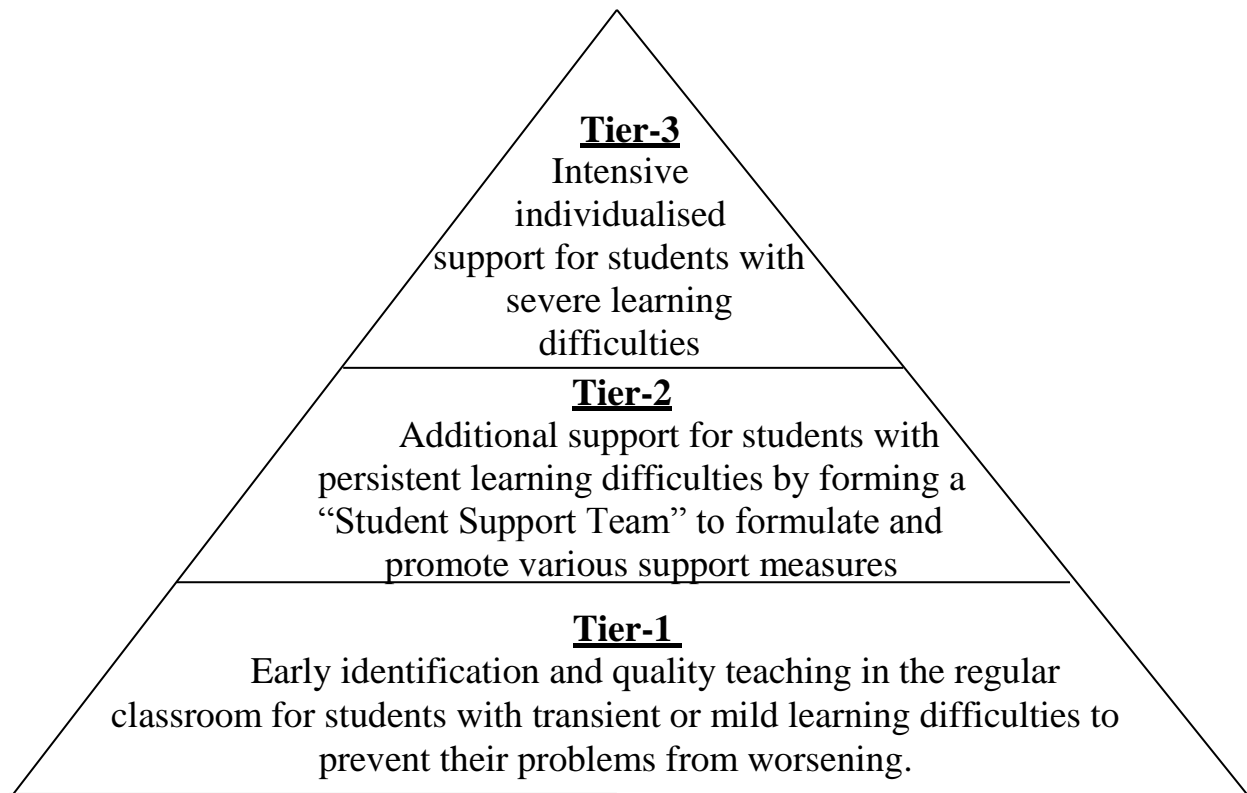 Tier-3
Intensive
individualised
support for students with
severe learning
difficulties
Tier-2
Additional support for students with
persistent learning difficulties by forming a
“Student Support Team” to formulate and
promote various support measures
Tier-1
Early identification and quality teaching in the regular
classroom for students with transient or mild learning difficulties to
prevent their problems from worsening.